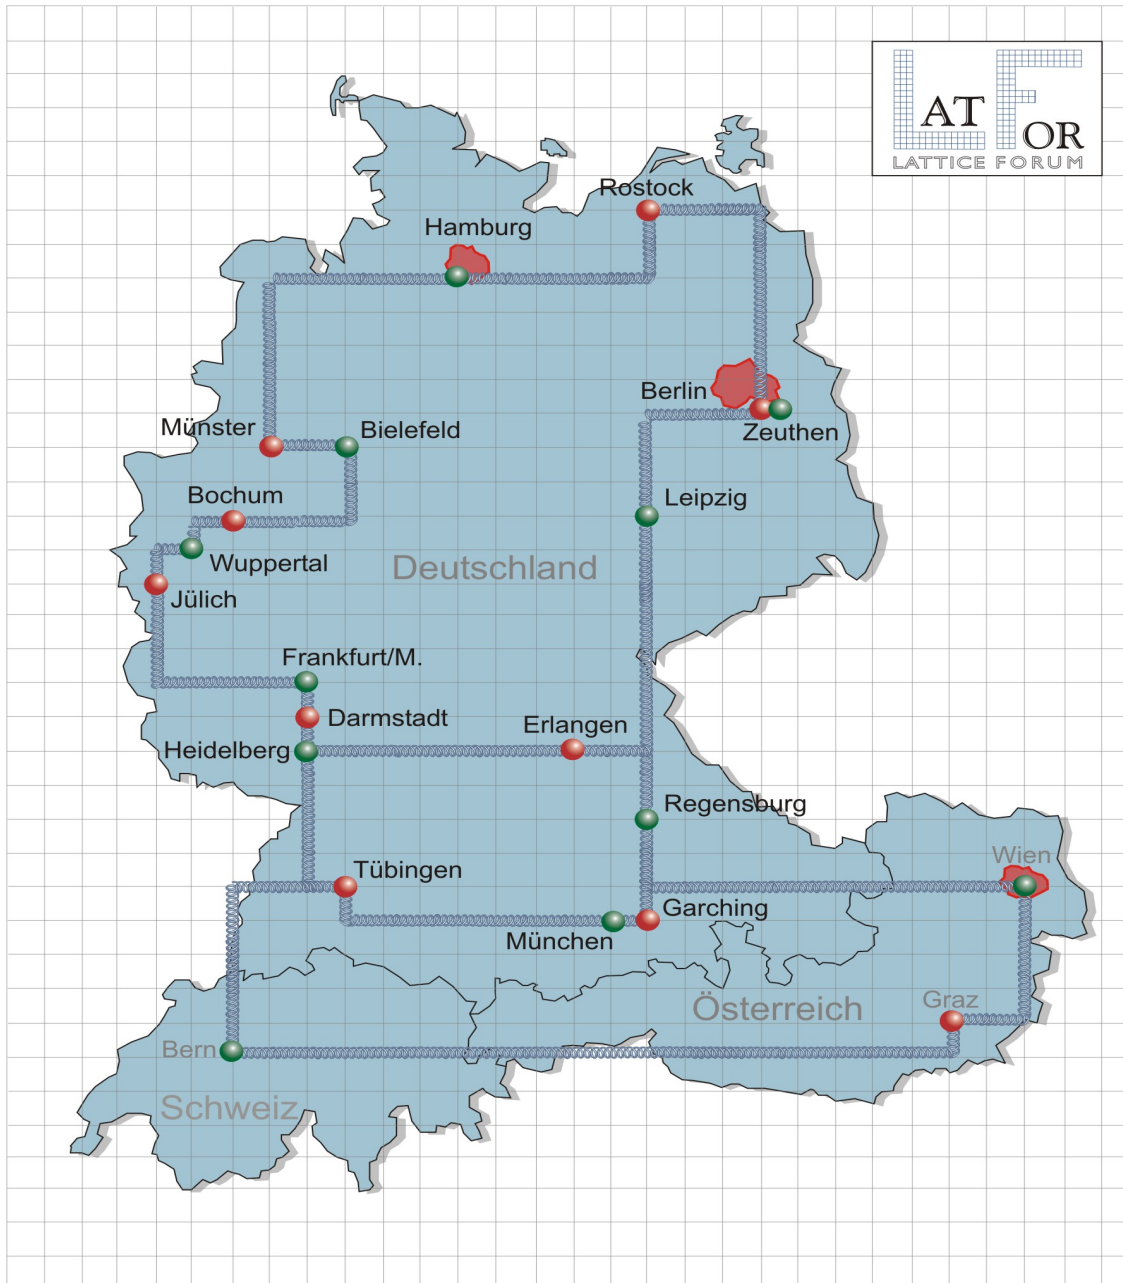 LAT
FOR
LATTICE FORUM
Rostock
Hamburg
Berlin
Zeuthen
Münster
Bielefeld
Bochum
Leipzig
Wuppertal
Deutschland
Jülich
Frankfurt/M.
Darmstadt
Erlangen
Heidelberg
Regensburg
Wien
Tübingen
Garching
München
Graz
Österreich
Bern
Schweiz